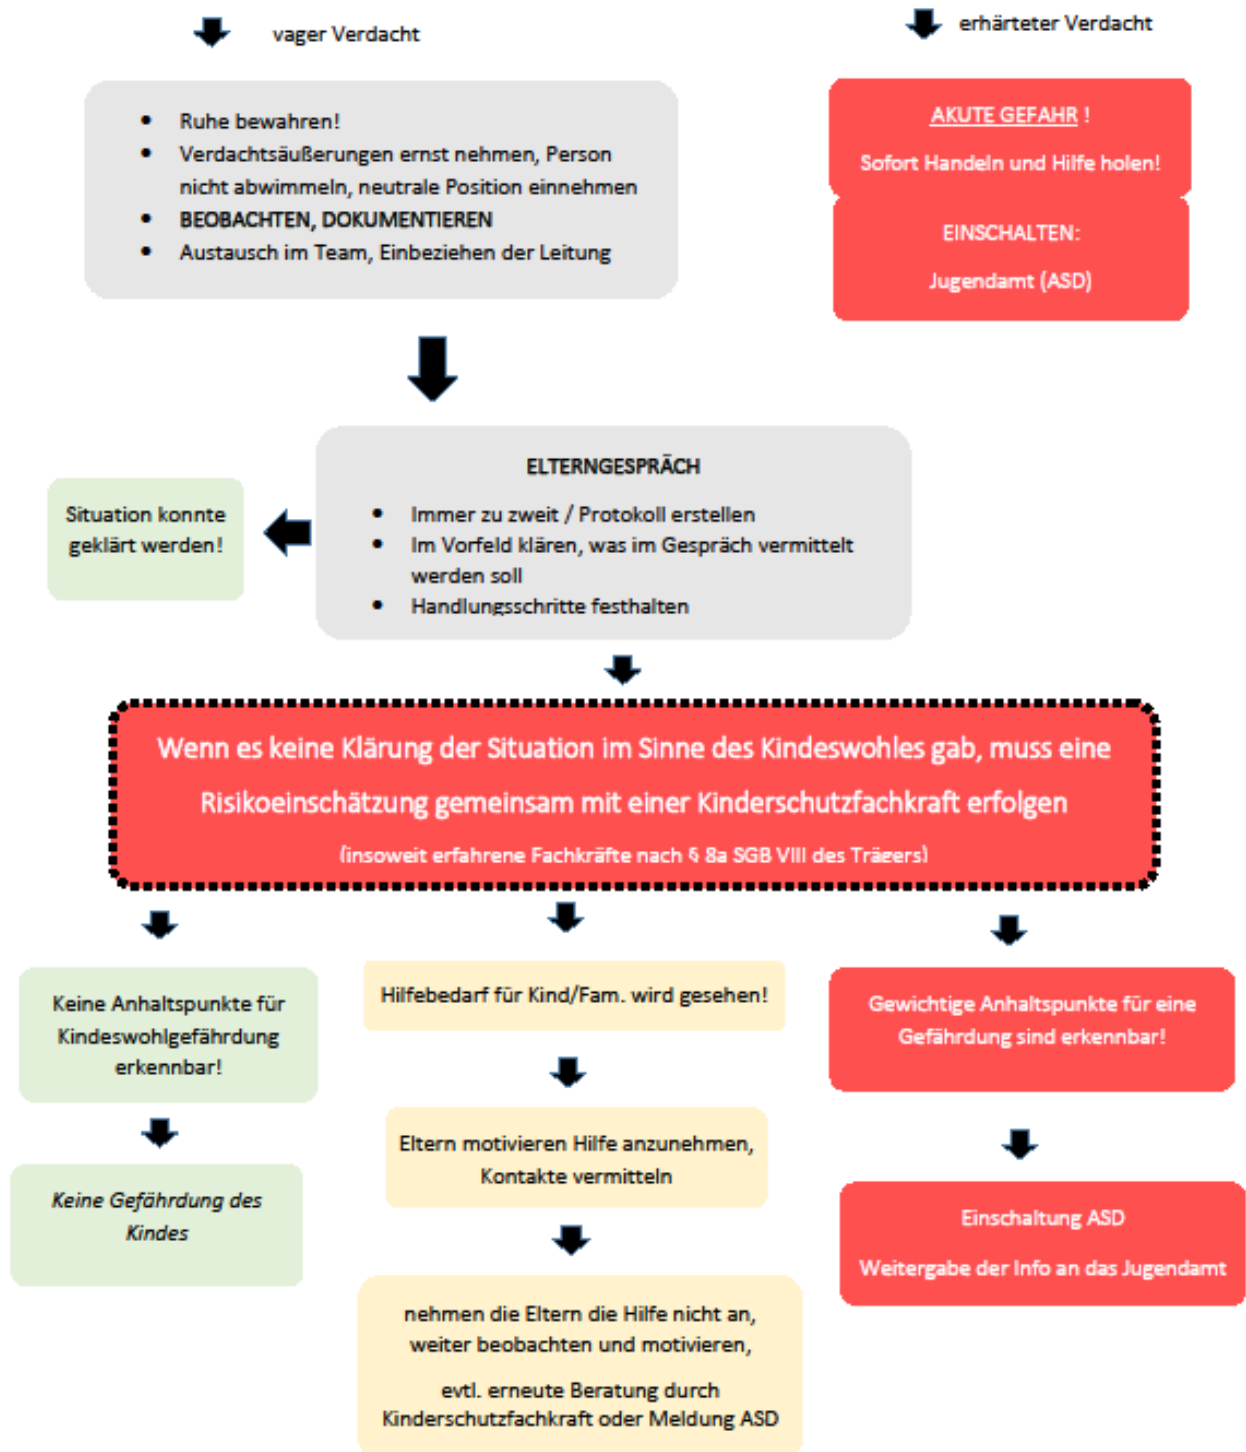 vager Verdacht
erhärteter Verdacht
• Ruhe bewahren!
• Verdachtsäußerungen ernst nehmen, Person
nicht abwimmeln, neutrale Position einnehmen
• BEOBACHTEN, DOKUMENTIEREN
• Austausch im Team, Einbeziehen der Leitung
AKUTE GEFAHR !
Sofort Handeln und Hilfe holen!
EINSCHALTEN:
Jugendamt (ASD)
ELTERNGESPRÄCH
• Immer zu zweit / Protokoll erstellen
• Im Vorfeld klären, was im Gespräch vermittelt
werden soll
• Handlungsschritte festhalten
Situation konnte
geklärt werden!
Wenn es keine Klärung der Situation im Sinne des Kindeswohles gab, muss eine
Risikoeinschätzung gemeinsam mit einer Kinderschutzfachkraft erfolgen
(insoweit erfahrene Fachkräfte nach § 8a SGB VIII des Trägers)
Keine Anhaltspunkte für
Kindeswohlgefährdung
erkennbar!
Keine Gefährdung des
Kindes
Hilfebedarf für Kind/Fam. wird gesehen!
Eltern motivieren Hilfe anzunehmen,
Kontakte vermitteln
nehmen die Eltern die Hilfe nicht an,
weiter beobachten und motivieren,
evtl. erneute Beratung durch
Kinderschutzfachkraft oder Meldung ASD
Gewichtige Anhaltspunkte für eine
Gefährdung sind erkennbar!
Einschaltung ASD
Weitergabe der Info an das Jugendamt